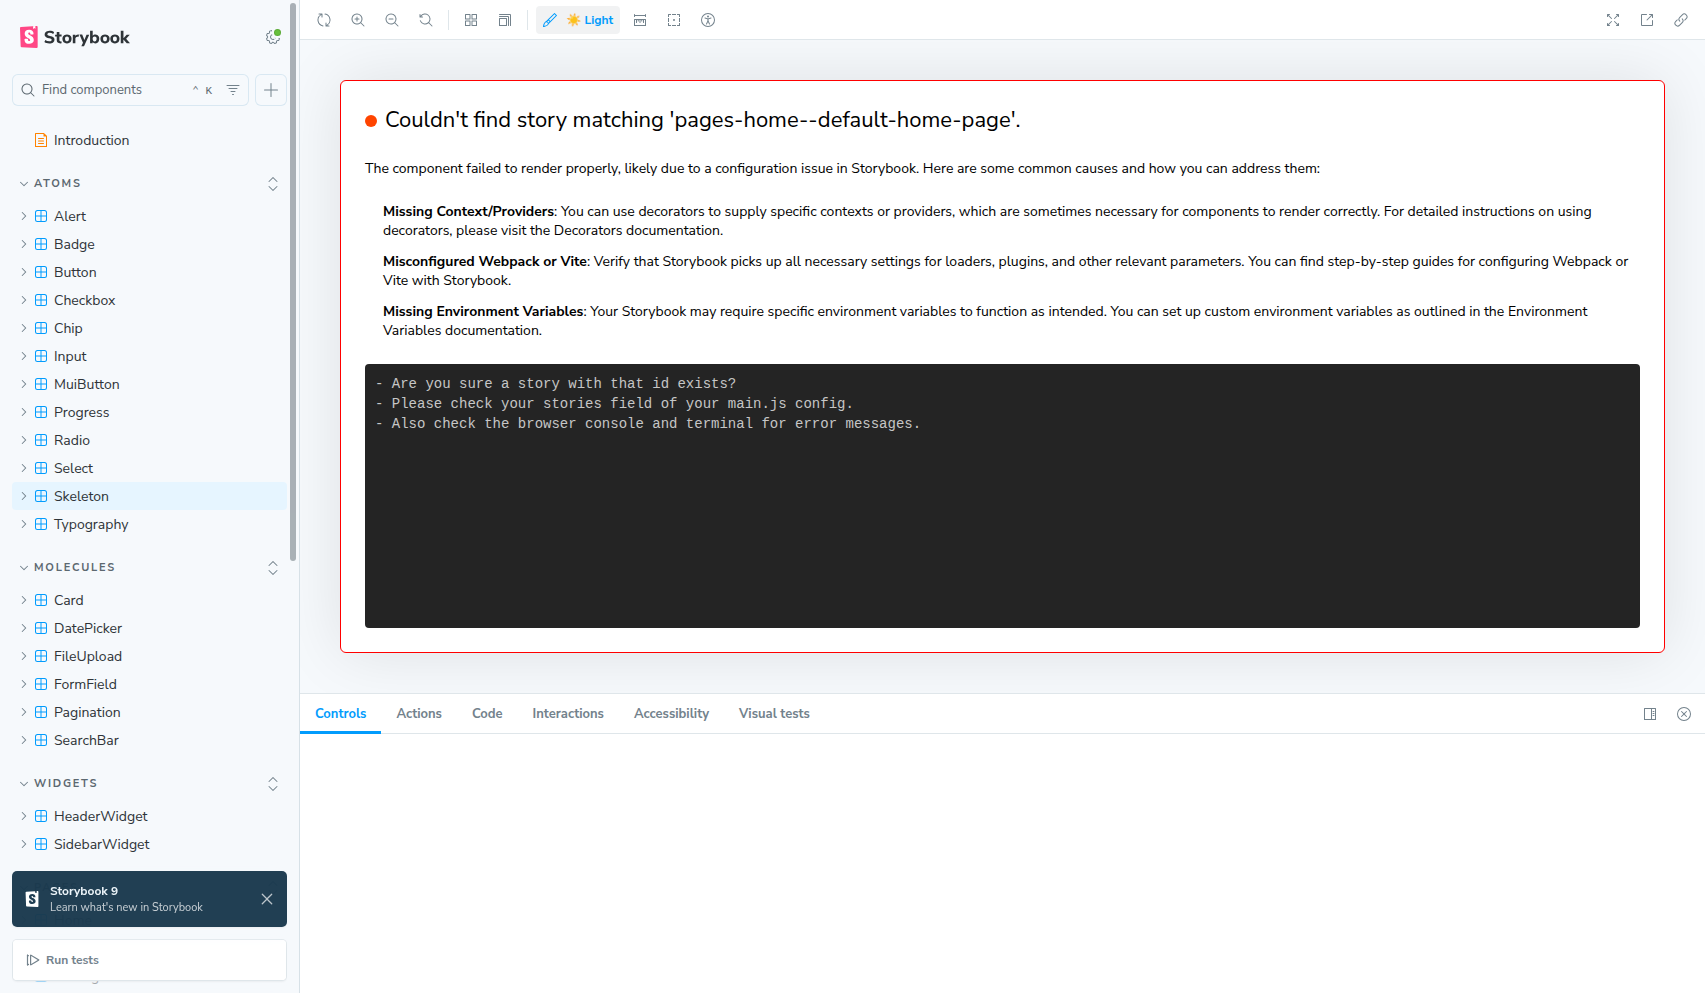 Storybook
Find components
^ K
Introduction
ATOMS
Alert
Badge
Button
Checkbox
Chip
Input
MuiButton
Progress
Radio
Select
Skeleton
Typography
MOLECULES
Card
DatePicker
FileUpload
FormField
Pagination
SearchBar
WIDGETS
HeaderWidget
SidebarWidget
Storybook 9
Learn what's new in Storybook
Run tests
Light
Couldn't find story matching 'pages-home--default-home-page'.
The component failed to render properly, likely due to a configuration issue in Storybook. Here are some common causes and how you can address them:
Missing Context/Providers: You can use decorators to supply specific contexts or providers, which are sometimes necessary for components to render correctly. For detailed instructions on using
decorators, please visit the Decorators documentation.
Misconfigured Webpack or Vite: Verify that Storybook picks up all necessary settings for loaders, plugins, and other relevant parameters. You can find step-by-step guides for configuring Webpack or
Vite with Storybook.
Missing Environment Variables: Your Storybook may require specific environment variables to function as intended. You can set up custom environment variables as outlined in the Environment
Variables documentation.
- Are you sure a story with that id exists?
- Please check your stories field of your main.js config.
- Also check the browser console and terminal for error messages.
Controls
Actions
Code
Interactions
Accessibility
Visual tests